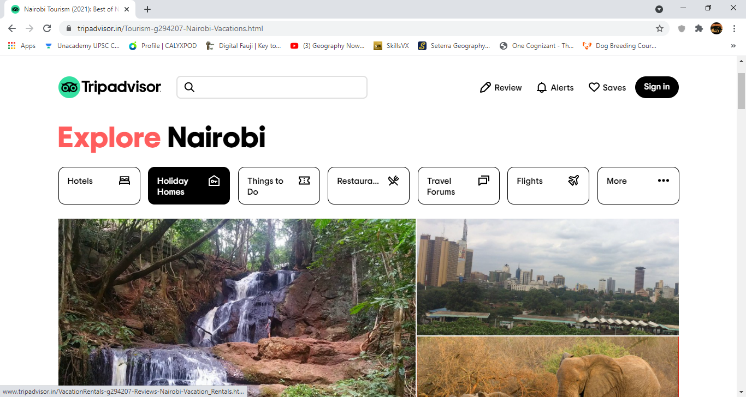 Nairobi Tourism (2021): Best of N
tripadvisor.in/Tourism-g294207-Nairobi-Vacations.html
Apps
Unacademy UPSC C...
Profile | CALYXPOD
Digital Fauji | Key to...
(3) Geography Now...
SkillsVX
Seterra Geography...
One Cognizant - Th...
Dog Breeding Cour...
»
Tripadvisor
Review
Alerts
Saves
Sign in
Explore Nairobi
Hotels
Holiday
Homes
Things to
Do
Restaura...
Travel
Forums
Flights
More
www.tripadvisor.in/VacationRentals-g294207-Reviews-Nairobi-Vacation_Rentals.ht...